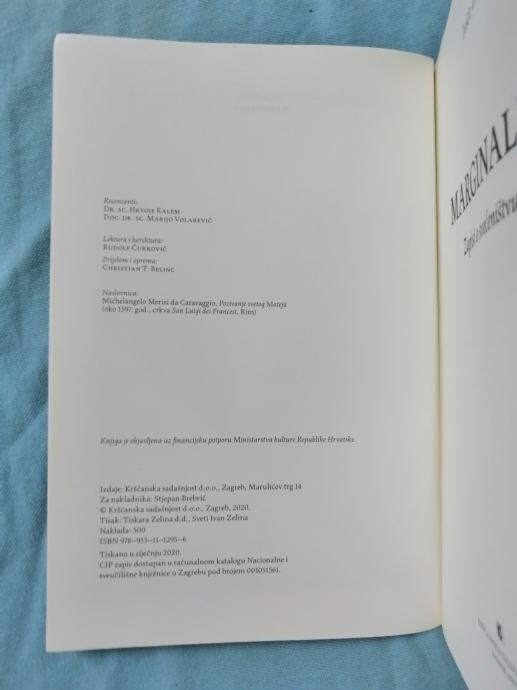 Recenzenti:
Dr. sc. Hrvoje Kalem
Doc. dr. sc. Marijo Volarević
Lektura i korektura:
Rudolf Ćurković
Prijelom i oprema:
Christian T. Belinc
Naslovnica:
Michelangelo Merisi da Caravaggio, Pozivanje svetog Mateja
(oko 1597. god., crkva San Luigi dei Francesi, Rim)
Knjiga je objavljena uz financijsku potporu Ministarstva kulture Republike Hrvatske.
Izdaje: Kršćanska sadašnjost d.o.o., Zagreb, Marulićev trg 14
Za nakladnika: Stjepan Brebrić
© Kršćanska sadašnjost d.o.o., Zagreb, 2020.
Tisak: Tiskara Zelina d.d., Sveti Ivan Zelina
Naklada: 500
ISBN 978-953-11-1295-6
Tiskano u siječnju 2020.
CIP zapis dostupan u računalnom katalogu Nacionalne i
sveučilišne knjižnice u Zagrebu pod brojem 001051561.
MARGINAL
Zapisi o